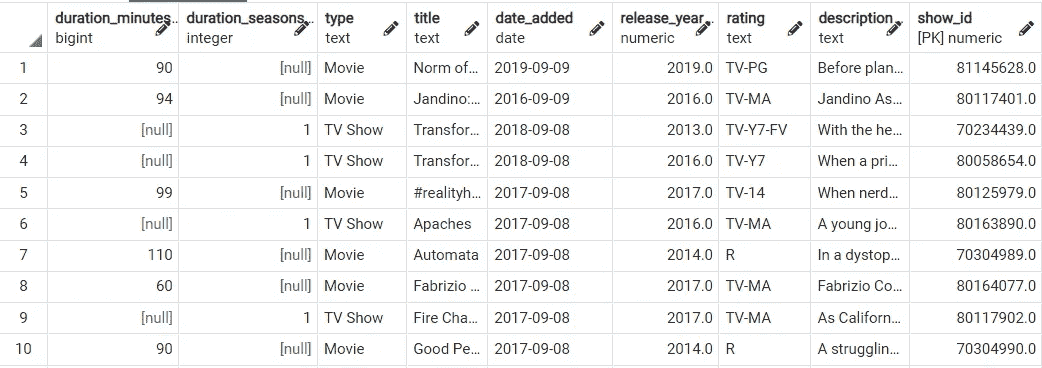 duration_minutes... duration_seasons... type title date_added release_year... rating description show_id
bigint integer text text date numeric text text [PK] numeric
1 90 [null] Movie Norm of... 2019-09-09 2019.0 TV-PG Before plan... 81145628.0
2 94 [null] Movie Jandino:... 2016-09-09 2016.0 TV-MA Jandino As... 80117401.0
3 [null] 1 TV Show Transfor... 2018-09-08 2013.0 TV-Y7-FV With the he... 70234439.0
4 [null] 1 TV Show Transfor... 2018-09-08 2016.0 TV-Y7 When a pri... 80058654.0
5 99 [null] Movie #realityh... 2017-09-08 2017.0 TV-14 When nerd... 80125979.0
6 [null] 1 TV Show Apaches 2017-09-08 2016.0 TV-MA A young jo... 80163890.0
7 110 [null] Movie Automata 2017-09-08 2014.0 R In a dystop... 70304989.0
8 60 [null] Movie Fabrizio ... 2017-09-08 2017.0 TV-MA Fabrizio Co... 80164077.0
9 [null] 1 TV Show Fire Cha... 2017-09-08 2017.0 TV-MA As Californ... 80117902.0
10 90 [null] Movie Good Pe... 2017-09-08 2014.0 R A strugglin... 70304990.0